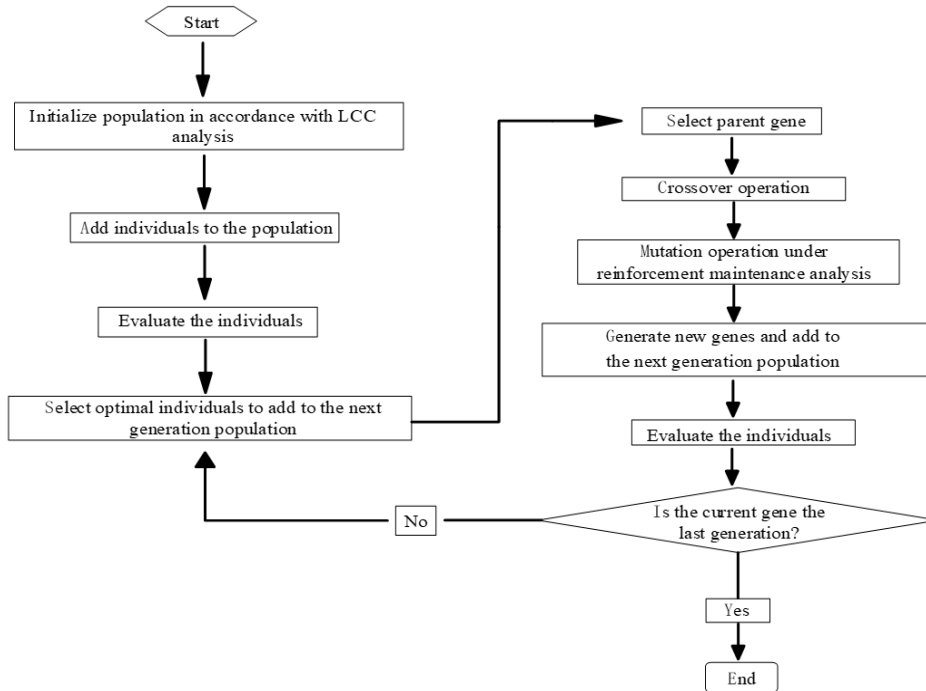 Start
Initialize population in accordance with LCC
analysis
Add individuals to the population
Evaluate the individuals
Select optimal individuals to add to the next
generation population
Select parent gene
Crossover operation
Mutation operation under
reinforcement maintenance analysis
Generate new genes and add to
the next generation population
Evaluate the individuals
Is the current gene the
last generation?
No
Yes
End